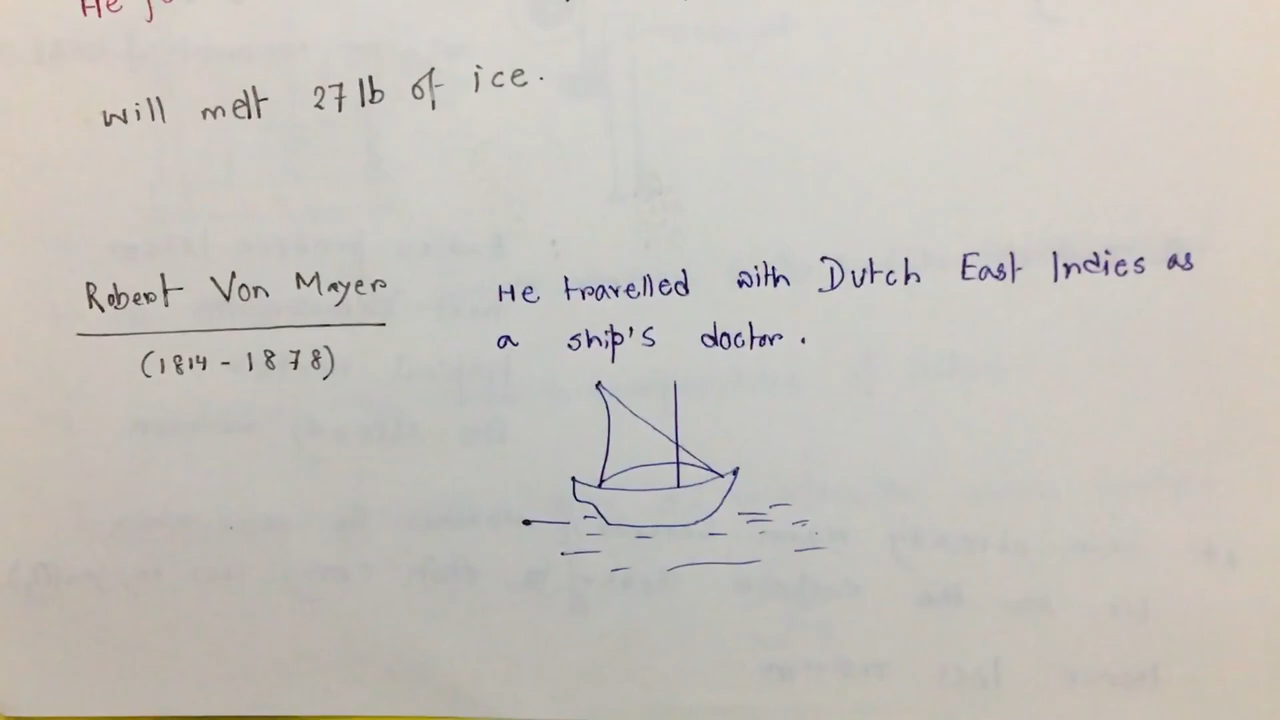 He
will melt 27 lb of ice.
Robert Von Mayer
(1814 - 1878)
He travelled with Dutch East Indies as
a ship's doctor.